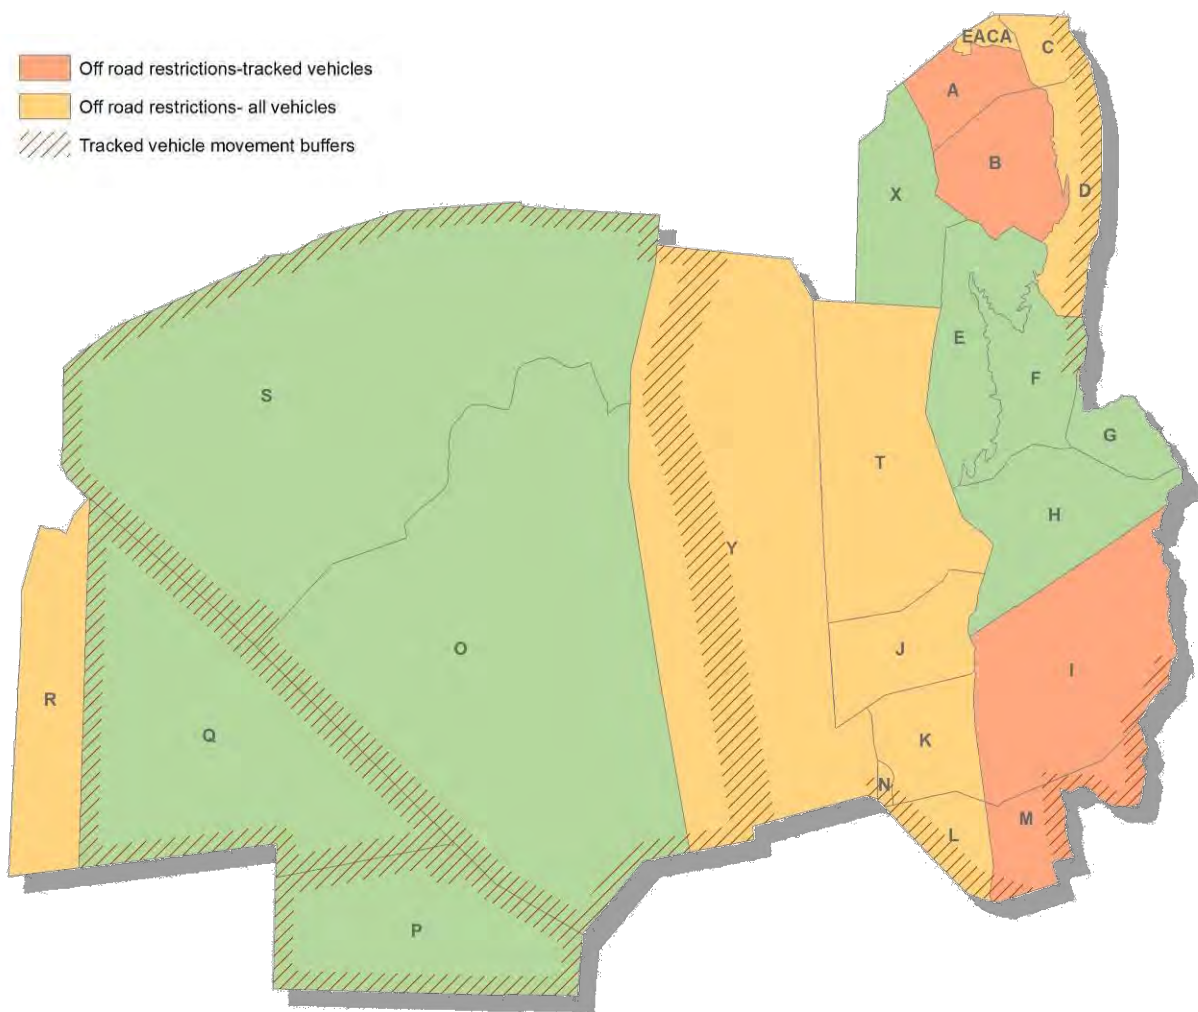 Off road restrictions-tracked vehicles
Off road restrictions- all vehicles
Tracked vehicle movement buffers
EACA
C
A
B
X
D
E
F
S
G
T
H
Y
O
J
I
R
Q
K
N
M
L
P